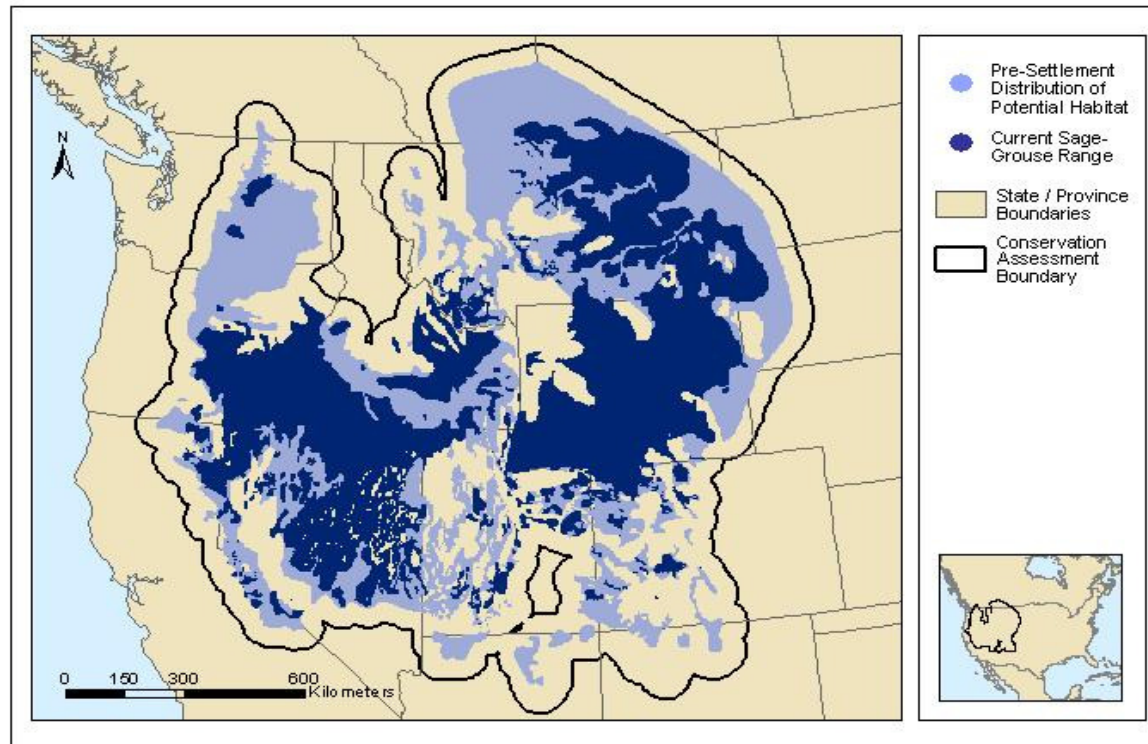 N
0 150 300 600
Kilometers
Pre-Settlement
Distribution of
Potential Habitat
Current Sage-
Grouse Range
State / Province
Boundaries
Conservation
Assessment
Boundary